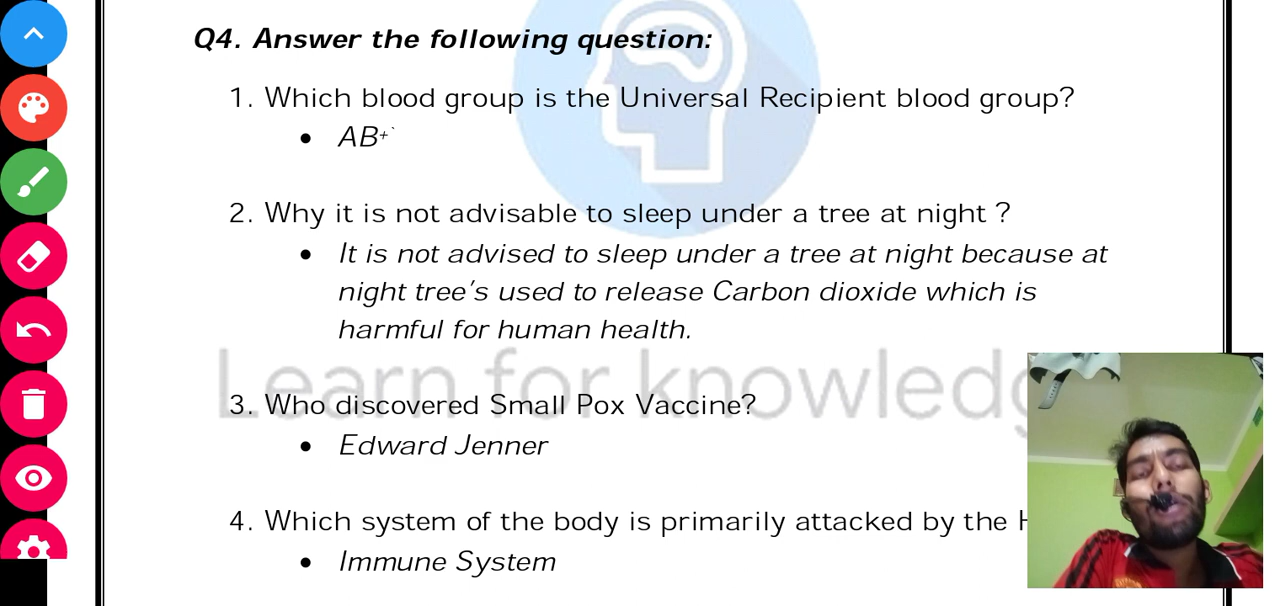 Q4. Answer the following question:
1. Which blood group is the Universal Recipient blood group?
• AB+`
2. Why it is not advisable to sleep under a tree at night ?
• It is not advised to sleep under a tree at night because at
night tree's used to release Carbon dioxide which is
harmful for human health.
Learn for knowledg
3. Who discovered Small Pox Vaccine?
• Edward Jenner
4. Which system of the body is primarily attacked by the H
• Immune System